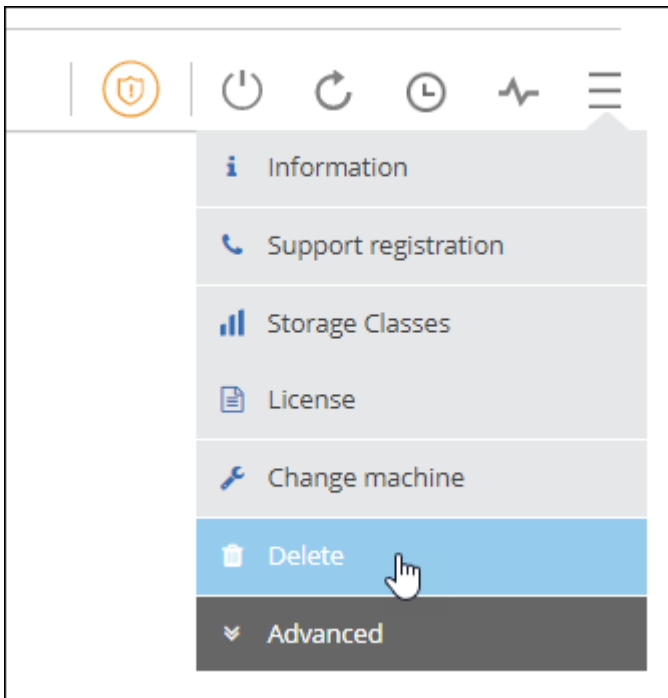 Information
Support registration
Storage Classes
License
Change machine
Delete
Advanced